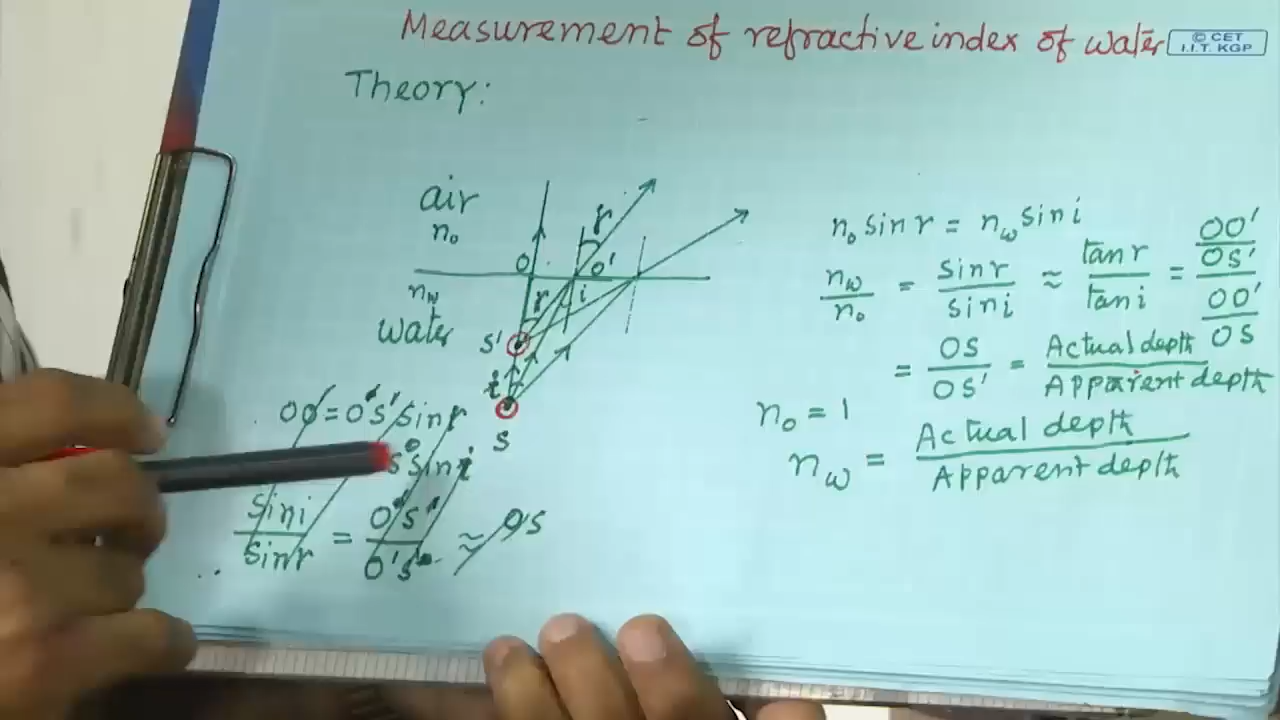 Measurement of refractive index of water
© CET
I.I.T. KGP
Theory:
air
n₀
O
O'
r
n_w
water
r
i
S'
i
S
n₀ sin r = n_w sin i
n_w/n₀ = sin r/sin i ≈ tan r/tan i = (OO'/OS')/(OO'/OS)
= OS/OS' = Actual depth/Apparent depth
n₀ = 1
n_w = Actual depth/Apparent depth
sin i/sin r =
≈ OS